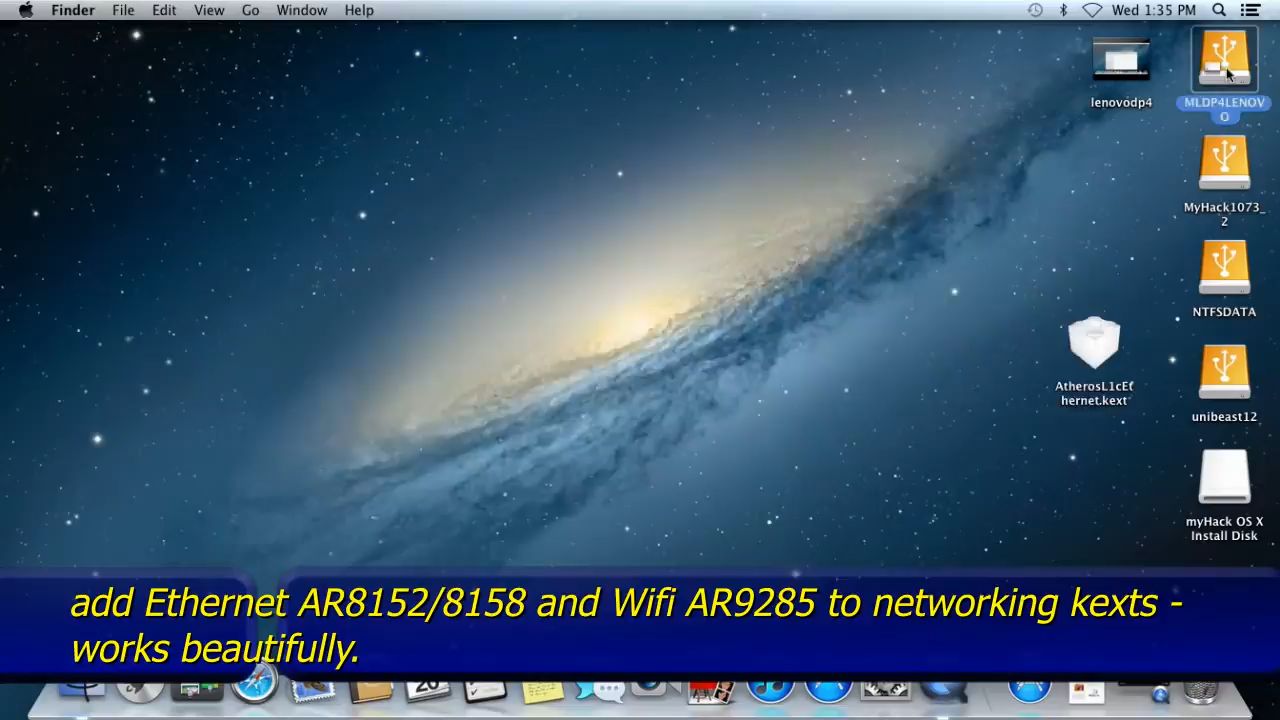 Finder File Edit View Go Window Help
Wed 1:35 PM
lenovodp4
MLDP4LENOV
O
MyHack1073_
2
NTFSDATA
AtherosL1cEt
hernet.kext
unibeast12
myHack OS X
Install Disk
add Ethernet AR8152/8158 and Wifi AR9285 to networking kexts -
works beautifully.